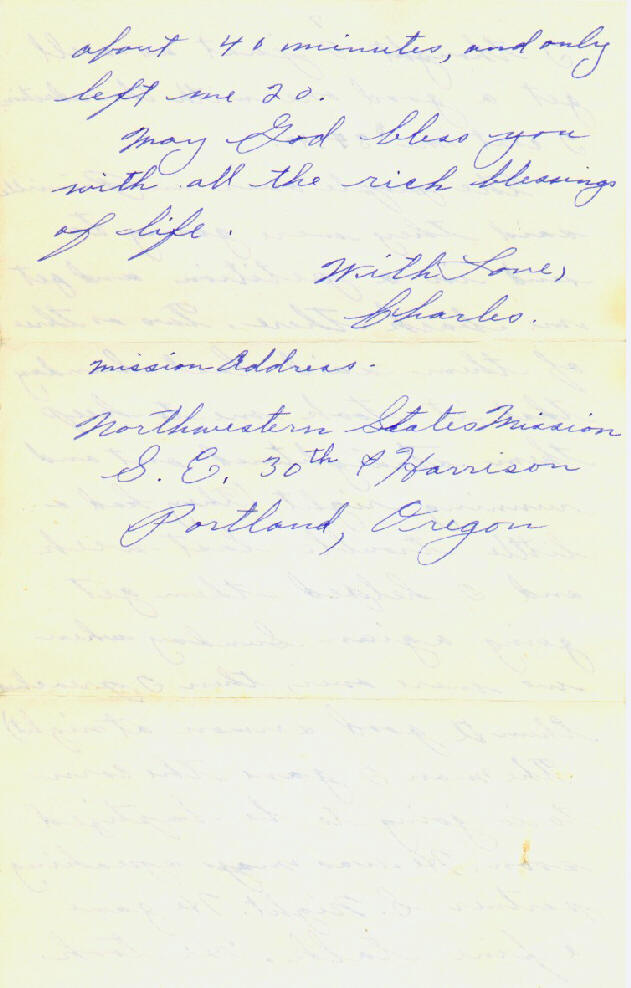 about 40 minutes, and only
left me 20.
May God bless you
with all the rich blessings
of life.
With Love,
Charles.
Mission Address.
Northwestern States Mission
S. E. 30th & Harrison
Portland, Oregon